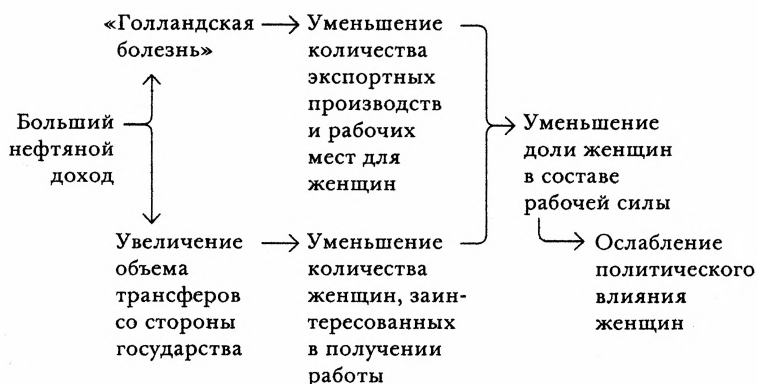 «Голландская
болезнь»
Уменьшение
количества
экспортных
производств
и рабочих
мест для
женщин
Больший
нефтяной
доход
Увеличение
объема
трансферов
со стороны
государства
Уменьшение
количества
женщин, заин-
тересованных
в получении
работы
Уменьшение
доли женщин
в составе
рабочей силы
Ослабление
политического
влияния
женщин